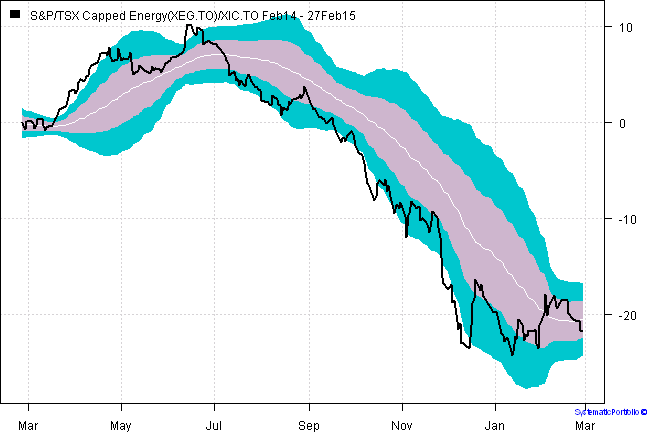 S&P/TSX Capped Energy(XEG.TO)/XIC.TO Feb14 - 27Feb15
10
0
-10
-20
SystematicPortfolio ©
Mar May Jul Sep Nov Jan Mar